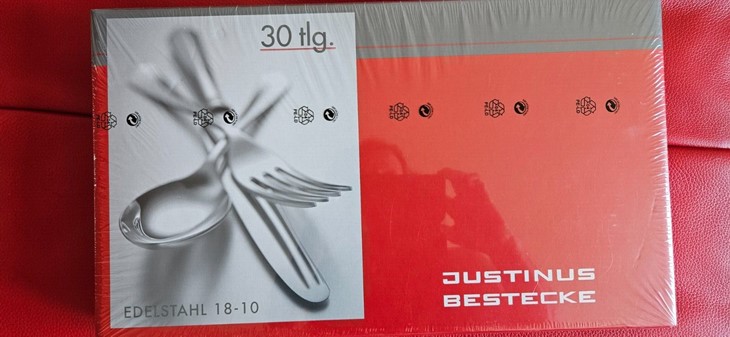 30 tlg.
EDELSTAHL 18-10
JUSTINUS
BESTECKE